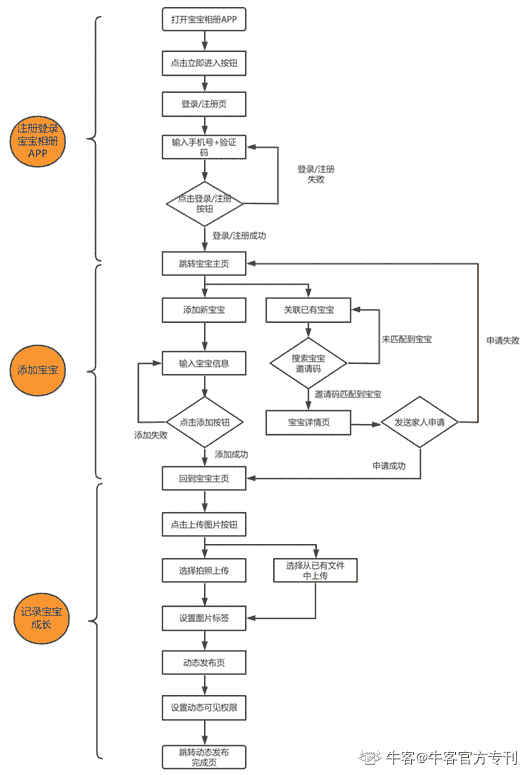 打开宝宝相册APP
点击立即进入按钮
登录/注册页
注册登录
宝宝相册
APP
输入手机号+验证
码
登录/注册
失败
点击登录/注册
按钮
登录/注册成功
跳转宝宝主页
添加新宝宝
关联已有宝宝
未匹配到宝宝
申请失败
添加宝宝
输入宝宝信息
搜索宝宝
邀请码
邀请码匹配到宝宝
点击添加按钮
宝宝详情页
发送家人申请
添加失败
添加成功
申请成功
回到宝宝主页
点击上传图片按钮
选择拍照上传
选择从已有文件
中上传
记录宝宝
成长
设置图片标签
动态发布页
设置动态可见权限
跳转动态发布
完成页
牛客@牛客官方专刊